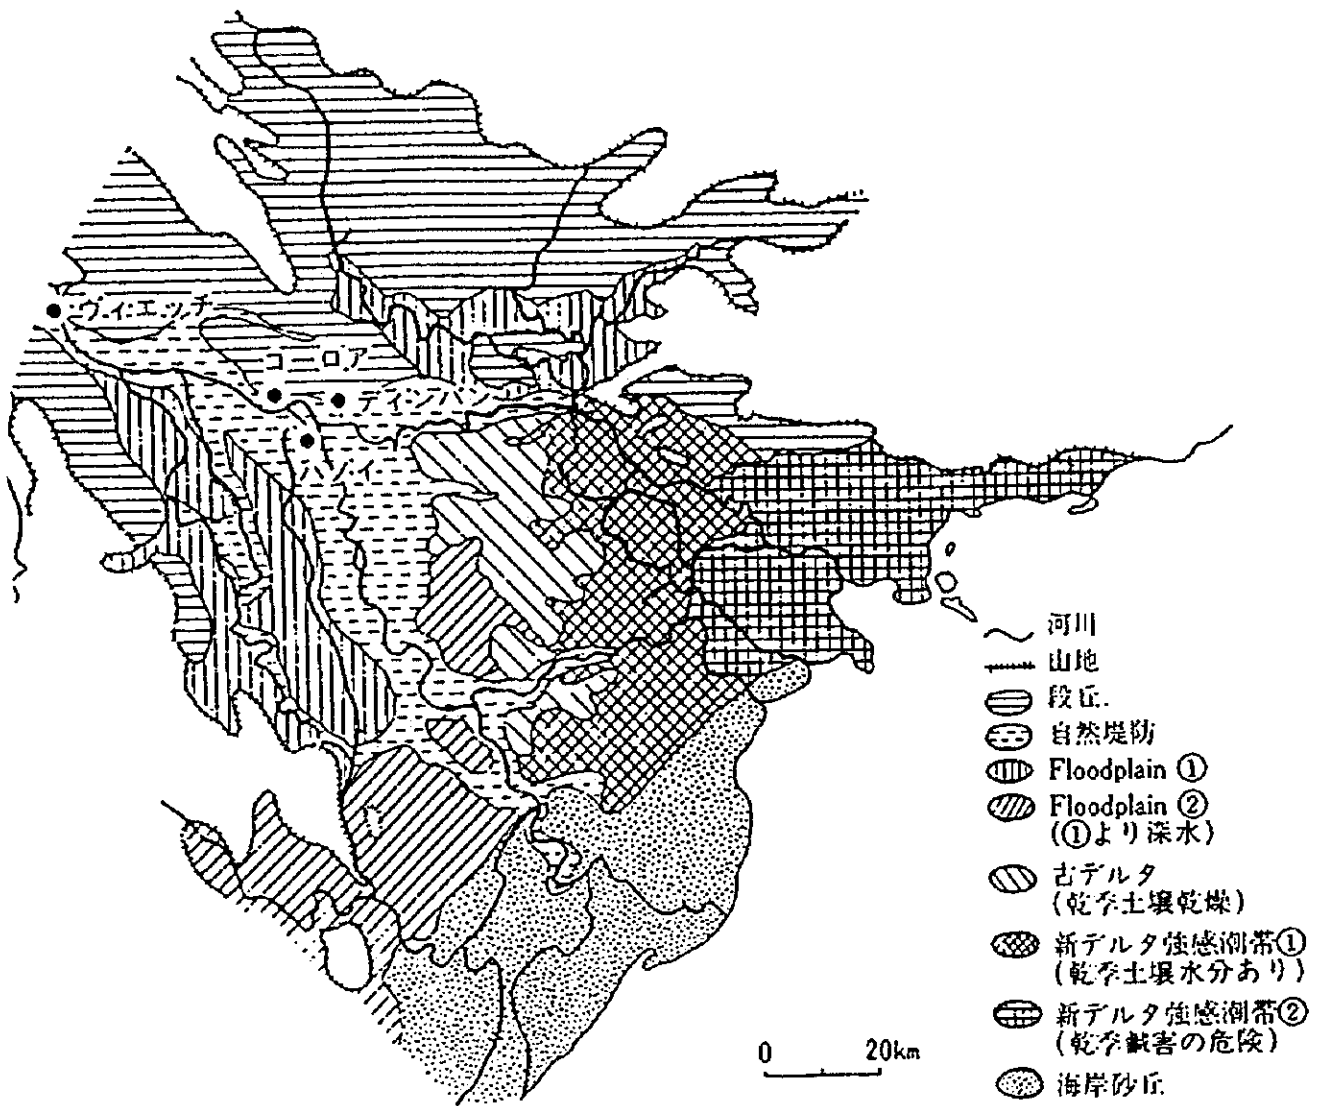 ヴィエッチ
コーロア
ディンバン
ハノイ
河川
山地
段丘
自然堤防
Floodplain ①
Floodplain ②
(①より深水)
古デルタ
(乾季土壌乾燥)
新デルタ強感潮帯①
(乾季土壌水分あり)
新デルタ強感潮帯②
(乾季鹹害の危険)
海岸砂丘
0 20km